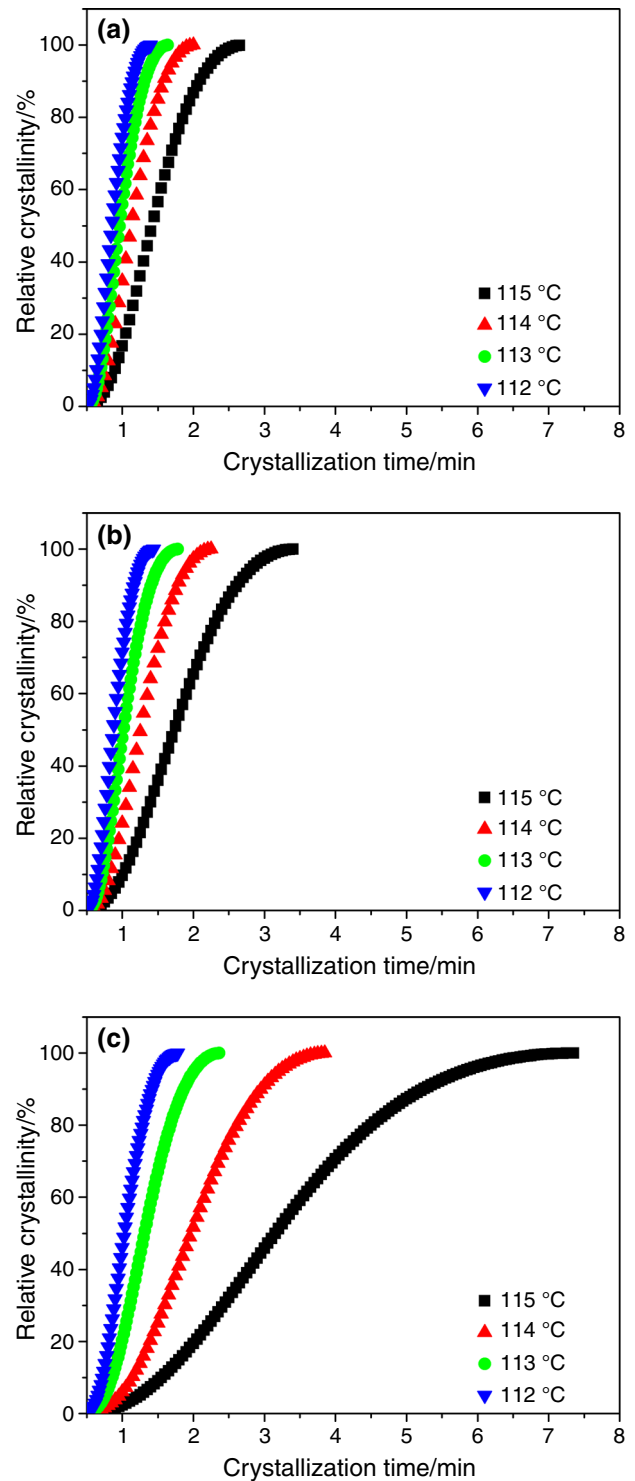 (a)
100
80
60
40
20
0
Relative crystallinity/%
115 °C
114 °C
113 °C
112 °C
1 2 3 4 5 6 7 8
Crystallization time/min
(b)
100
80
60
40
20
0
Relative crystallinity/%
115 °C
114 °C
113 °C
112 °C
1 2 3 4 5 6 7 8
Crystallization time/min
(c)
100
80
60
40
20
0
Relative crystallinity/%
115 °C
114 °C
113 °C
112 °C
1 2 3 4 5 6 7 8
Crystallization time/min